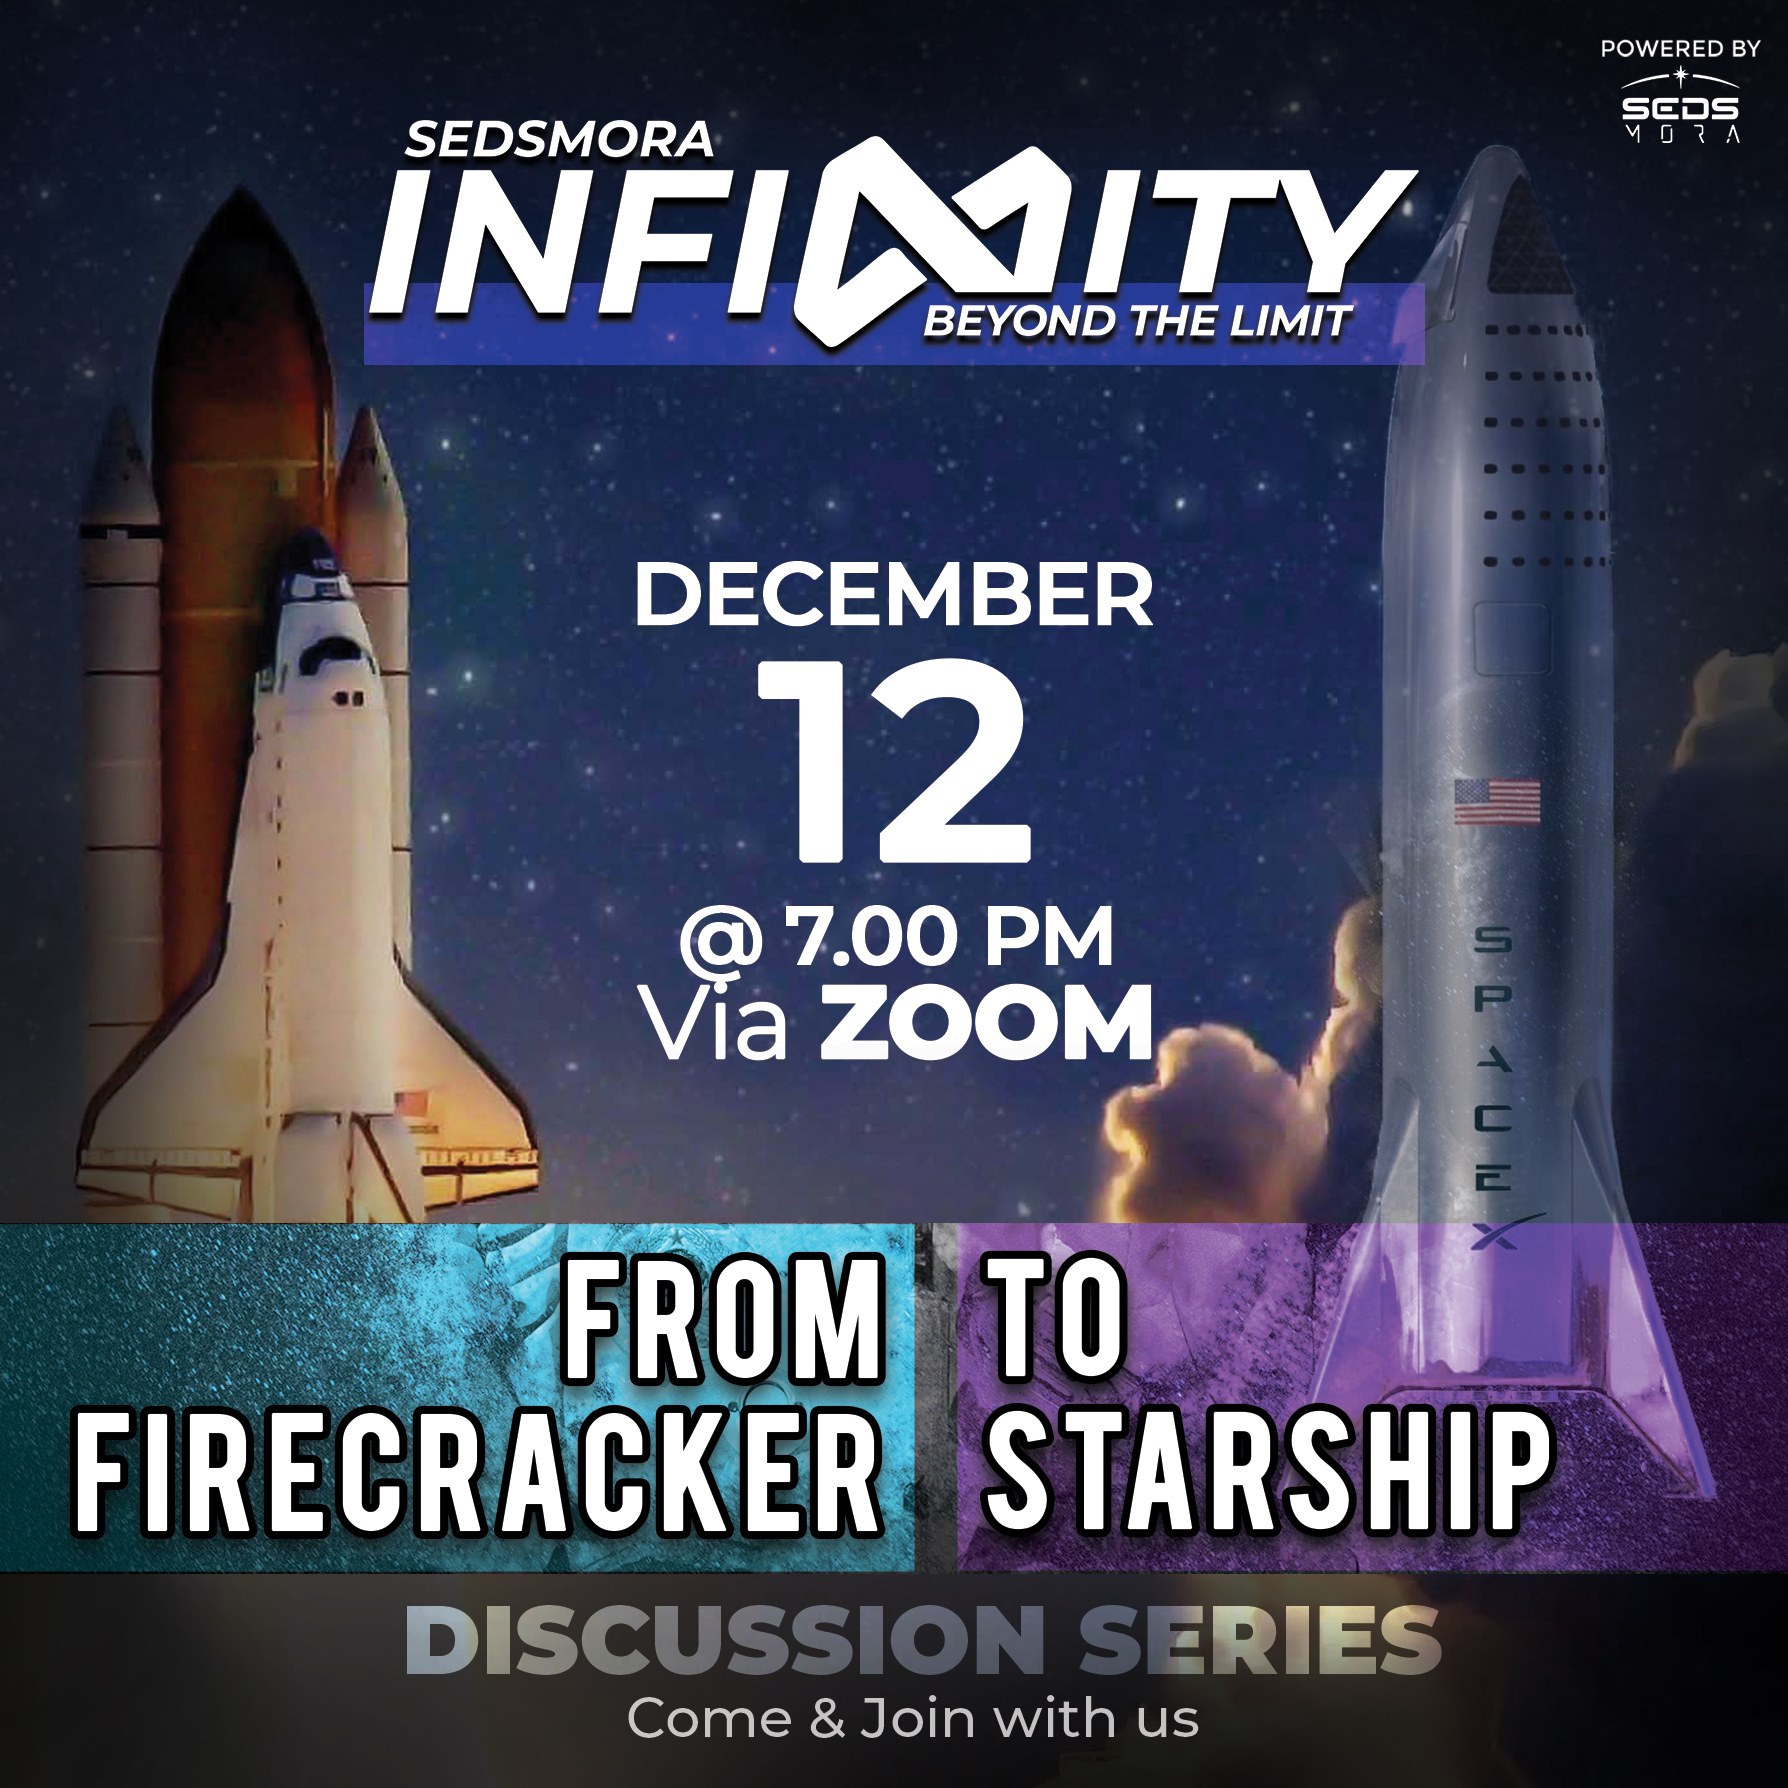 POWERED BY
SEDS
MORA
SEDSMORA
INFINITY
BEYOND THE LIMIT
DECEMBER
12
@ 7.00 PM
Via ZOOM
SPACEX
FROM
FIRECRACKER
TO
STARSHIP
DISCUSSION SERIES
Come & Join with us